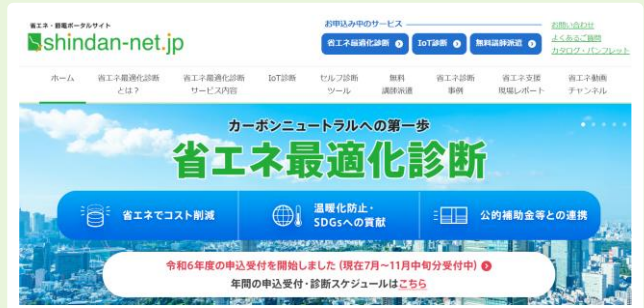 省エネ・節電ポータルサイト
shindan-net.jp
お申込み中のサービス
省エネ最適化診断
IoT診断
無料講師派遣
お問い合わせ
よくあるご質問
カタログ・パンフレット
ホーム
省エネ最適化診断
とは？
省エネ最適化診断
サービス内容
IoT診断
セルフ診断
ツール
無料
講師派遣
省エネ診断
事例
省エネ支援
現場レポート
省エネ動画
チャンネル
カーボンニュートラルへの第一歩
省エネ最適化診断
省エネでコスト削減
温暖化防止・
SDGsへの貢献
公的補助金等との連携
令和6年度の申込受付を開始しました（現在7月～11月中旬分受付中）
年間の申込受付・診断スケジュールはこちら